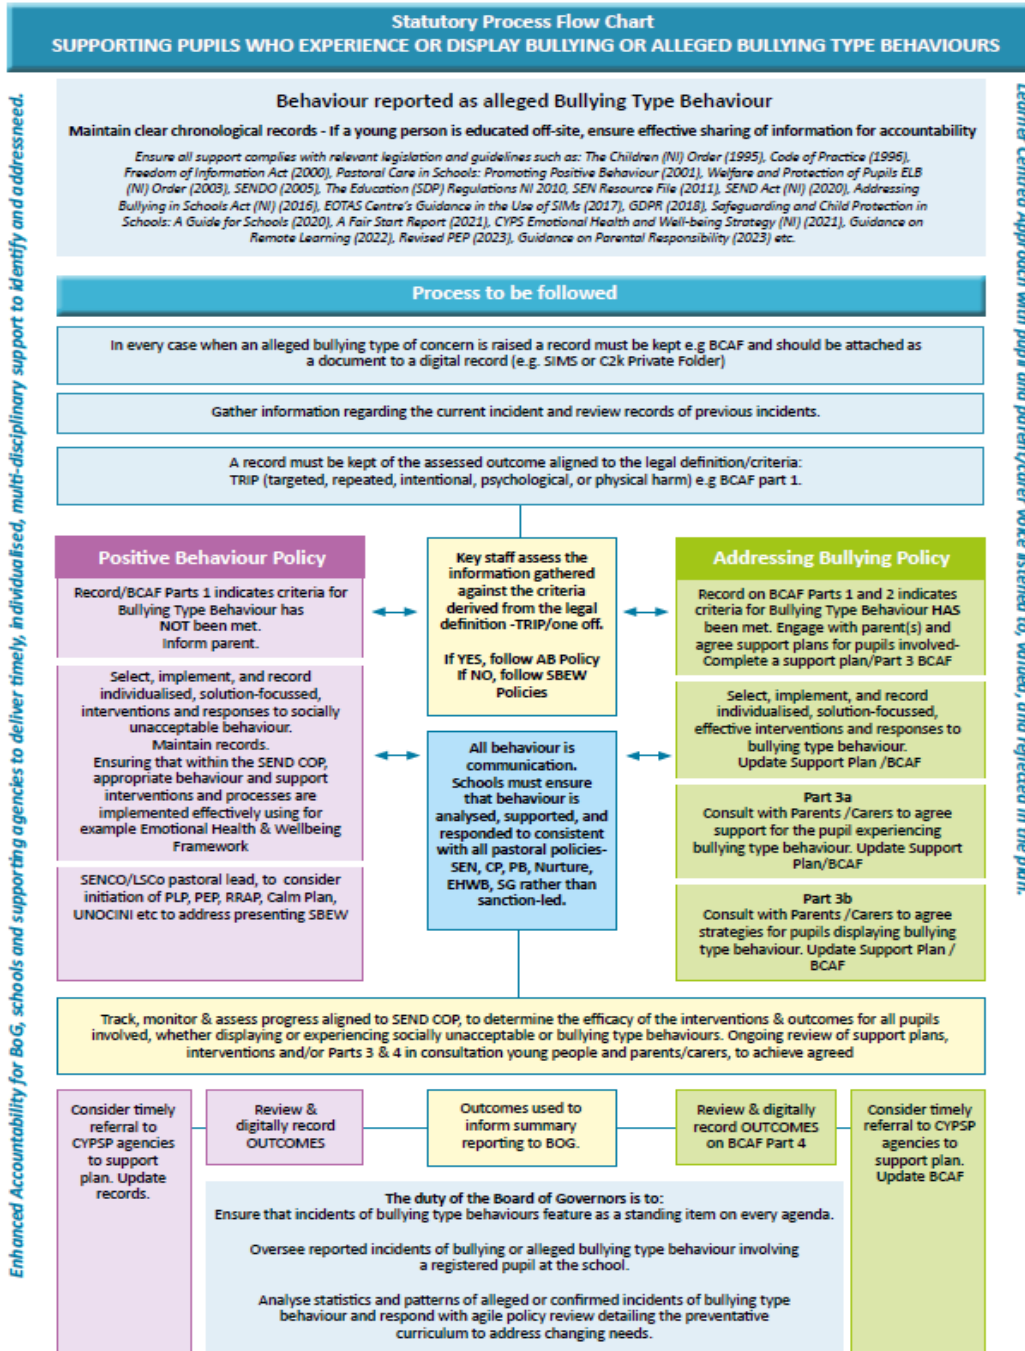 Statutory Process Flow Chart
SUPPORTING PUPILS WHO EXPERIENCE OR DISPLAY BULLYING OR ALLEGED BULLYING TYPE BEHAVIOURS
Enhanced Accountability for BoG, schools and supporting agencies to deliver timely, individualised, multi-disciplinary support to identify and addressneed.
Behaviour reported as alleged Bullying Type Behaviour
Maintain clear chronological records - If a young person is educated off-site, ensure effective sharing of information for accountability
Ensure all support complies with relevant legislation and guidelines such as: The Children (NI) Order (1995), Code of Practice (1996),
Freedom of Information Act (2000), Pastoral Care in Schools: Promoting Positive Behaviour (2001), Welfare and Protection of Pupils ELB
(NI) Order (2003), SENDO (2005), The Education (SDP) Regulations NI 2010, SEN Resource File (2011), SEND Act (NI) (2020), Addressing
Bullying in Schools Act (NI) (2016), EOTAS Centre's Guidance in the Use of SIMs (2017), GDPR (2018), Safeguarding and Child Protection in
Schools: A Guide for Schools (2020), A Fair Start Report (2021), CYPS Emotional Health and Well-being Strategy (NI) (2021), Guidance on
Remote Learning (2022), Revised PEP (2023), Guidance on Parental Responsibility (2023) etc.
Process to be followed
In every case when an alleged bullying type of concern is raised a record must be kept e.g BCAF and should be attached as
a document to a digital record (e.g. SIMS or C2k Private Folder)
Gather information regarding the current incident and review records of previous incidents.
A record must be kept of the assessed outcome aligned to the legal definition/criteria:
TRIP (targeted, repeated, intentional, psychological, or physical harm) e.g BCAF part 1.
Positive Behaviour Policy
Record/BCAF Parts 1 indicates criteria for
Bullying Type Behaviour has
NOT been met.
Inform parent.
Select, implement, and record
individualised, solution-focussed,
interventions and responses to socially
unacceptable behaviour.
Maintain records.
Ensuring that within the SEND COP,
appropriate behaviour and support
interventions and processes are
implemented effectively using for
example Emotional Health & Wellbeing
Framework
SENCO/LSCo pastoral lead, to consider
initiation of PLP, PEP, RRAP, Calm Plan,
UNOCINI etc to address presenting SBEW
Key staff assess the
information gathered
against the criteria
derived from the legal
definition -TRIP/one off.
If YES, follow AB Policy
If NO, follow SBEW
Policies
All behaviour is
communication.
Schools must ensure
that behaviour is
analysed, supported, and
responded to consistent
with all pastoral policies-
SEN, CP, PB, Nurture,
EHWB, SG rather than
sanction-led.
Addressing Bullying Policy
Record on BCAF Parts 1 and 2 indicates
criteria for Bullying Type Behaviour HAS
been met. Engage with parent(s) and
agree support plans for pupils involved-
Complete a support plan/Part 3 BCAF
Select, implement, and record
individualised, solution-focussed,
effective interventions and responses to
bullying type behaviour.
Update Support Plan /BCAF
Part 3a
Consult with Parents /Carers to agree
support for the pupil experiencing
bullying type behaviour. Update Support
Plan/BCAF
Part 3b
Consult with Parents /Carers to agree
strategies for pupils displaying bullying
type behaviour. Update Support Plan /
BCAF
Track, monitor & assess progress aligned to SEND COP, to determine the efficacy of the interventions & outcomes for all pupils
involved, whether displaying or experiencing socially unacceptable or bullying type behaviours. Ongoing review of support plans,
interventions and/or Parts 3 & 4 in consultation young people and parents/carers, to achieve agreed
Consider timely
referral to
CYPSP agencies
to support
plan. Update
records.
Review &
digitally record
OUTCOMES
Outcomes used to
inform summary
reporting to BOG.
Review & digitally
record OUTCOMES
on BCAF Part 4
Consider timely
referral to CYPSP
agencies to
support plan.
Update BCAF
The duty of the Board of Governors is to:
Ensure that incidents of bullying type behaviours feature as a standing item on every agenda.
Oversee reported incidents of bullying or alleged bullying type behaviour involving
a registered pupil at the school.
Analyse statistics and patterns of alleged or confirmed incidents of bullying type
behaviour and respond with agile policy review detailing the preventative
curriculum to address changing needs.
Centred Approach with pupil and parent/carer voice listened to, valued, and reflected in the plan.